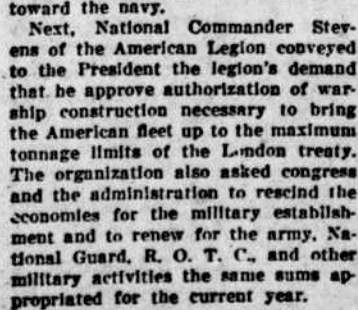 toward the navy.
Next, National Commander Stev-
ens of the American Legion conveyed
to the President the legion's demand
that he approve authorization of war-
ship construction necessary to bring
the American fleet up to the maximum
tonnage limits of the London treaty.
The organization also asked congress
and the administration to rescind the
economies for the military establish-
ment and to renew for the army, Na-
tional Guard, R. O. T. C., and other
military activities the same sums ap-
propriated for the current year.